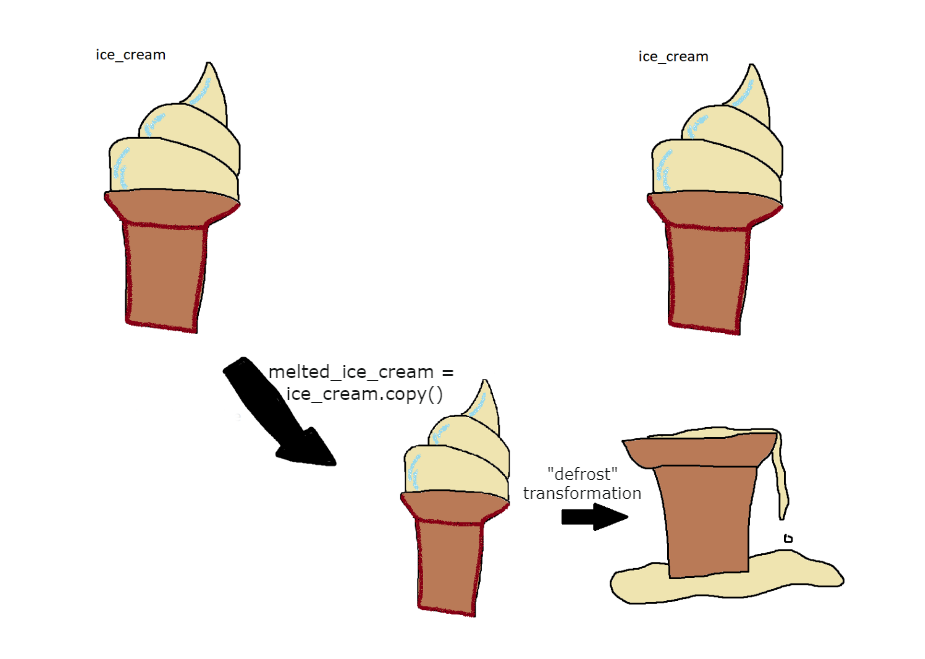 ice_cream
ice_cream
melted_ice_cream =
ice_cream.copy()
"defrost"
transformation